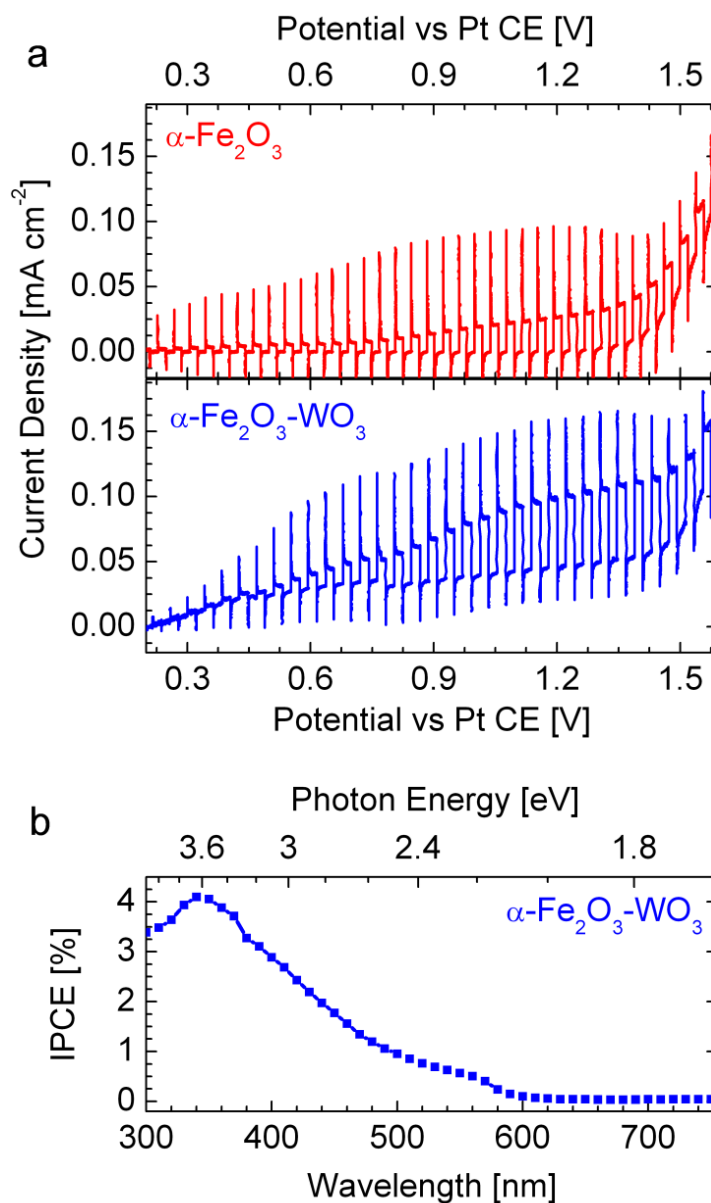 Potential vs Pt CE [V]
a
0.3 0.6 0.9 1.2 1.5
α-Fe₂O₃
0.15
0.10
0.05
0.00
α-Fe₂O₃-WO₃
0.15
0.10
0.05
0.00
Current Density [mA cm⁻²]
0.3 0.6 0.9 1.2 1.5
Potential vs Pt CE [V]
Photon Energy [eV]
b
3.6 3 2.4 1.8
α-Fe₂O₃-WO₃
4
3
2
1
0
IPCE [%]
300 400 500 600 700
Wavelength [nm]